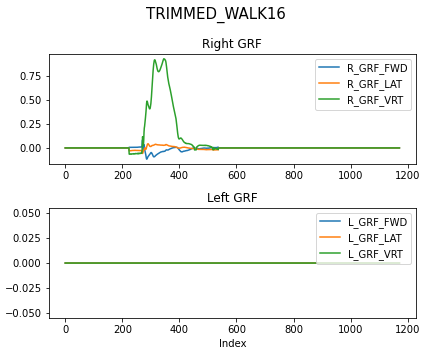 TRIMMED_WALK16
Right GRF
R_GRF_FWD
R_GRF_LAT
R_GRF_VRT
0.75
0.50
0.25
0.00
0 200 400 600 800 1000 1200
Left GRF
L_GRF_FWD
L_GRF_LAT
L_GRF_VRT
0.050
0.025
0.000
−0.025
−0.050
0 200 400 600 800 1000 1200
Index